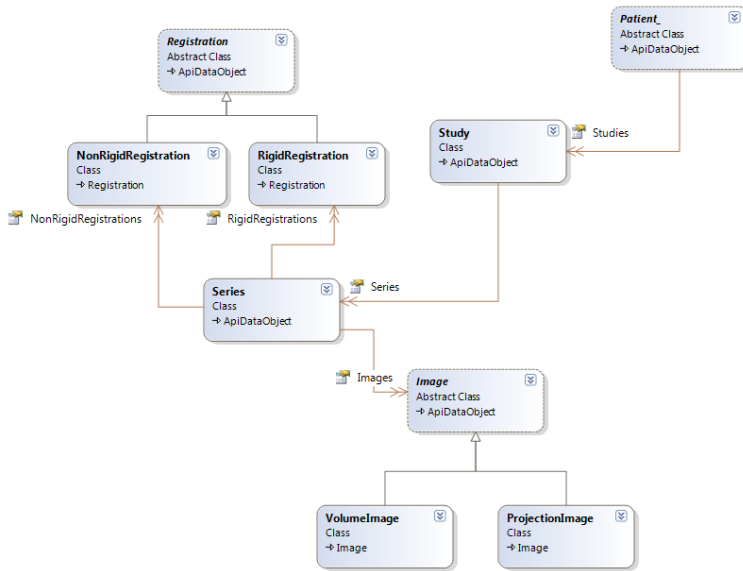 Registration
Abstract Class
ApiDataObject
Patient_
Abstract Class
ApiDataObject
Study
Class
ApiDataObject
Studies
NonRigidRegistration
Class
Registration
RigidRegistration
Class
Registration
NonRigidRegistrations
RigidRegistrations
Series
Class
ApiDataObject
Series
Images
Image
Abstract Class
ApiDataObject
VolumeImage
Class
Image
ProjectionImage
Class
Image